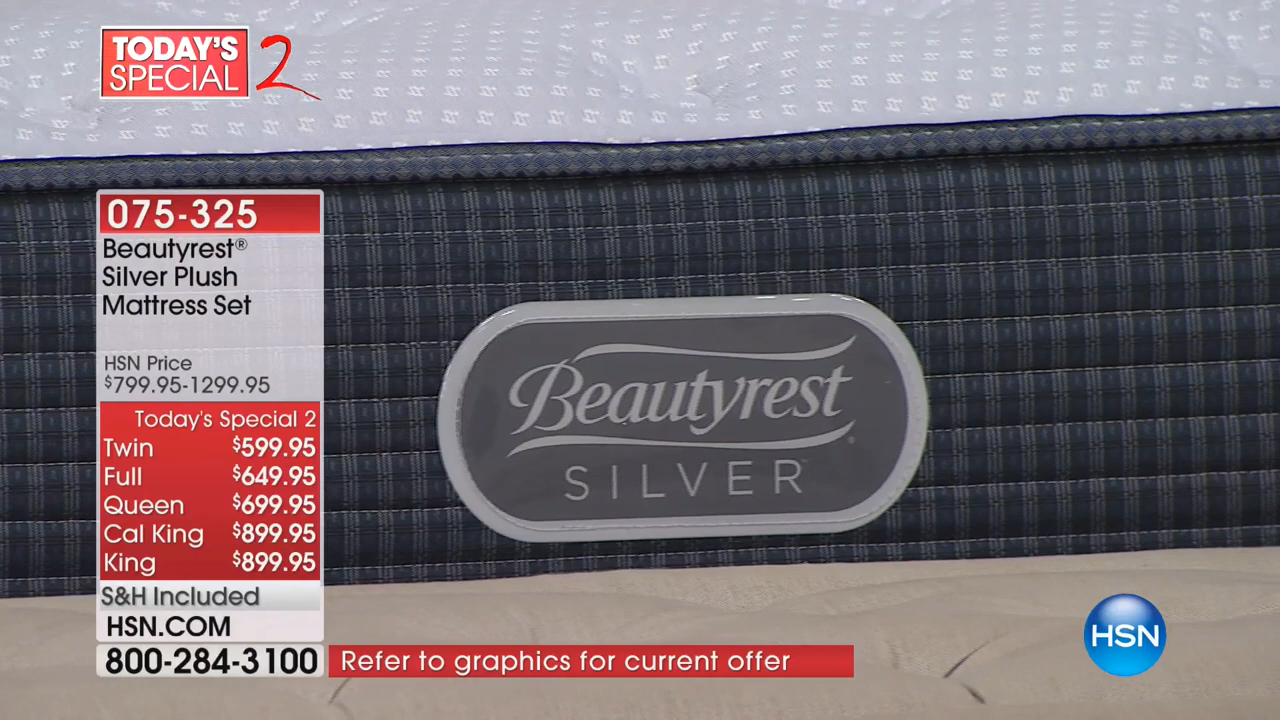 TODAY'S
SPECIAL 2
075-325
Beautyrest®
Silver Plush
Mattress Set
HSN Price
$799.95-1299.95
Today's Special 2
Twin $599.95
Full $649.95
Queen $699.95
Cal King $899.95
King $899.95
S&H Included
HSN.COM
800-284-3100
Refer to graphics for current offer
Beautyrest®
SILVER™
HSN